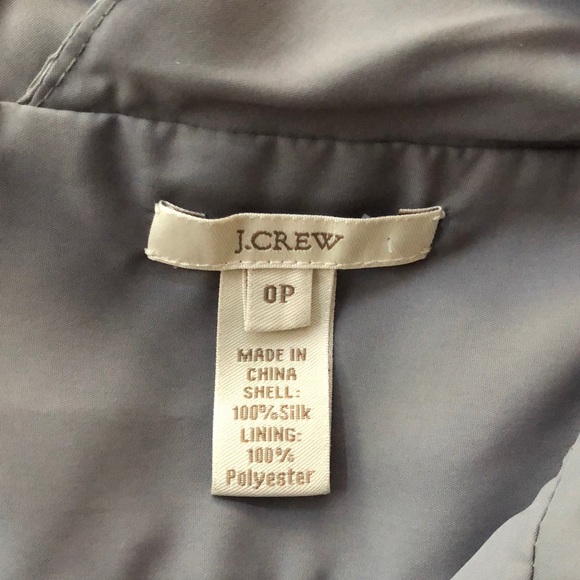 J.CREW
0P
MADE IN
CHINA
SHELL:
100%Silk
LINING:
100%
Polyester